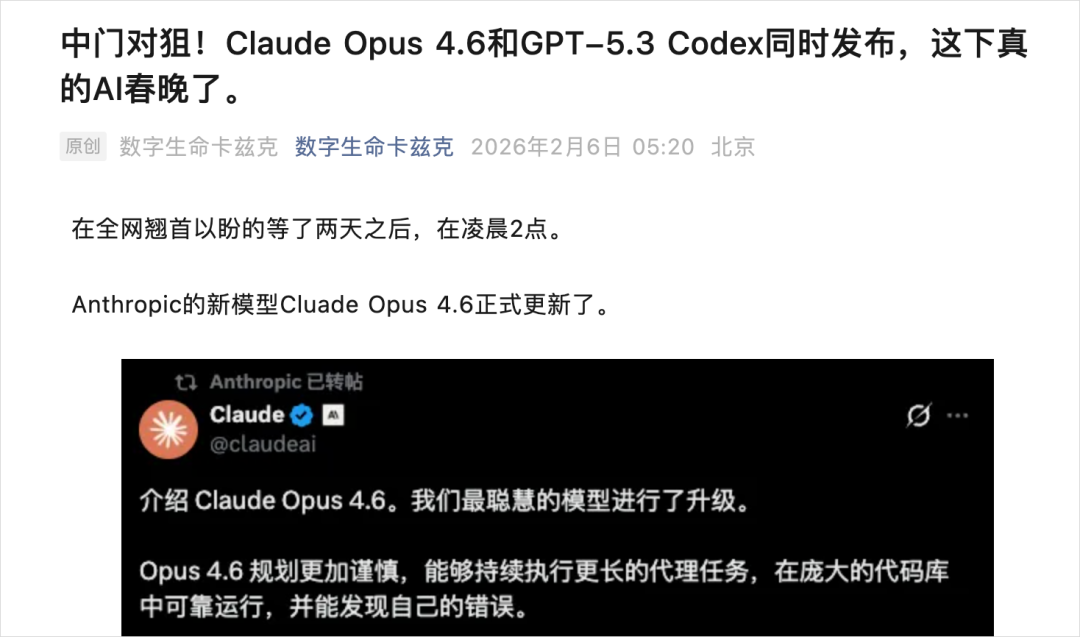 中门对狙！Claude Opus 4.6和GPT-5.3 Codex同时发布，这下真
的AI春晚了。
原创 数字生命卡兹克 数字生命卡兹克 2026年2月6日 05:20 北京
在全网翘首以盼的等了两天之后，在凌晨2点。
Anthropic的新模型Cluade Opus 4.6正式更新了。
Anthropic 已转帖
Claude
@claudeai
介绍 Claude Opus 4.6。我们最聪慧的模型进行了升级。
Opus 4.6 规划更加谨慎，能够持续执行更长的代理任务，在庞大的代码库
中可靠运行，并能发现自己的错误。